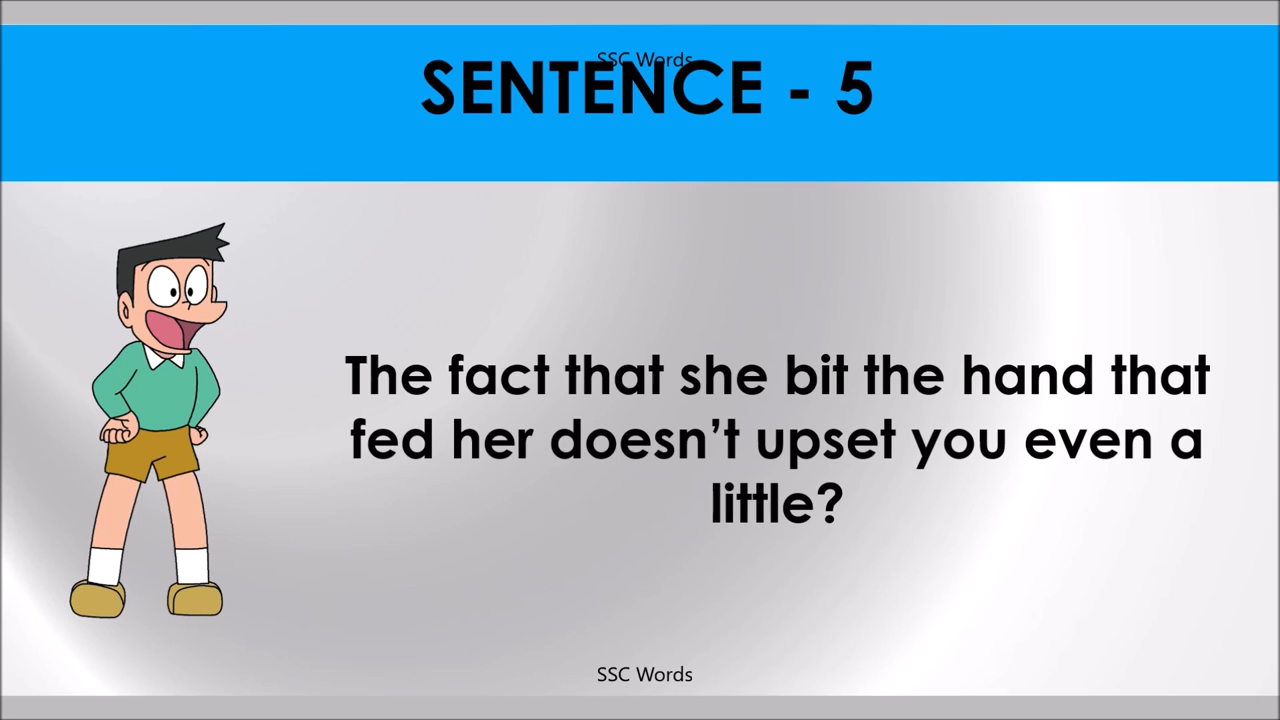 SSC Words
SENTENCE - 5
The fact that she bit the hand that
fed her doesn’t upset you even a
little?
SSC Words